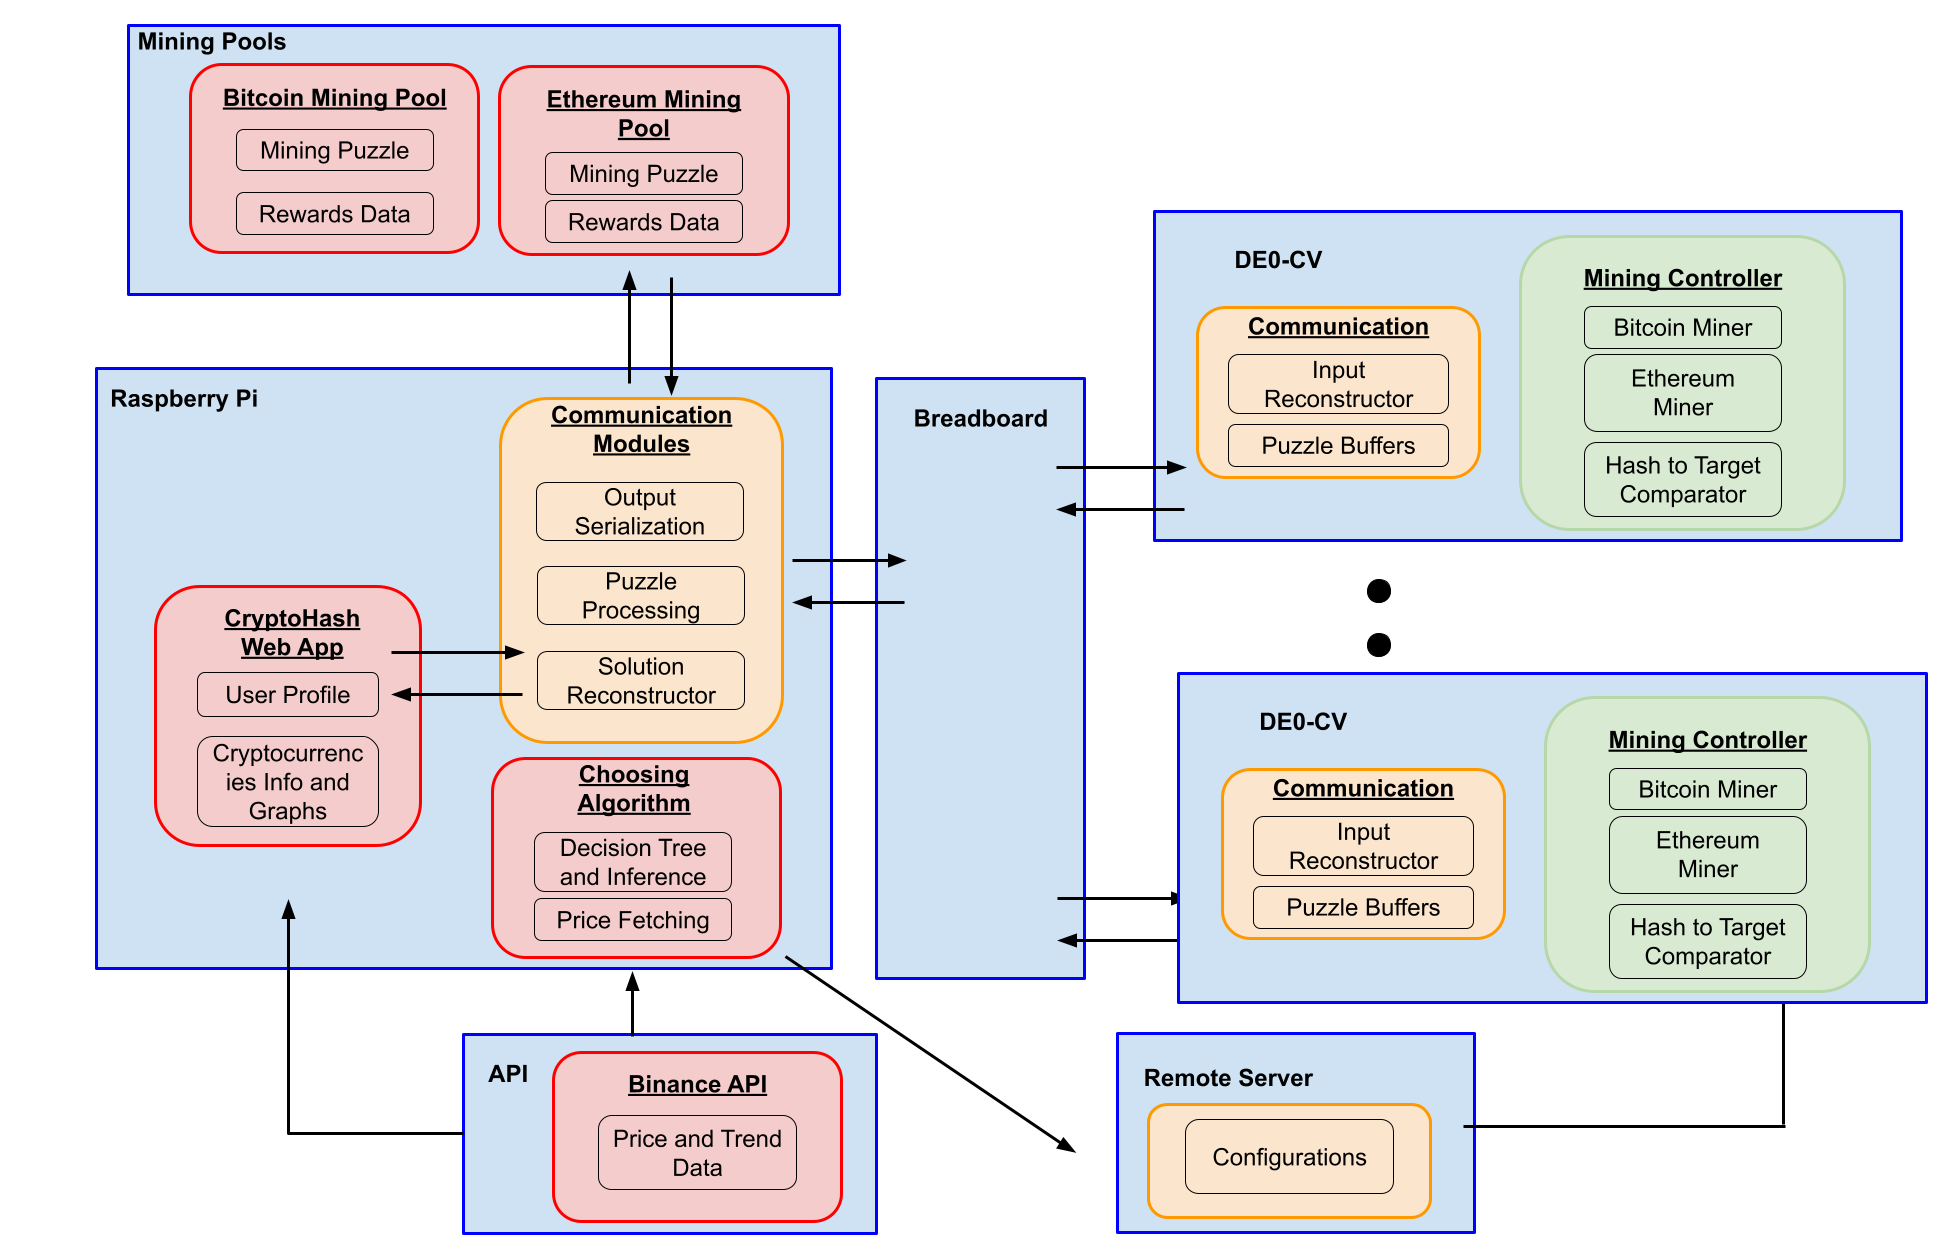 Mining Pools
Bitcoin Mining Pool
Mining Puzzle
Rewards Data
Ethereum Mining
Pool
Mining Puzzle
Rewards Data
Raspberry Pi
Communication
Modules
Output
Serialization
Puzzle
Processing
Solution
Reconstructor
CryptoHash
Web App
User Profile
Cryptocurrenc
ies Info and
Graphs
Choosing
Algorithm
Decision Tree
and Inference
Price Fetching
Breadboard
DE0-CV
Communication
Input
Reconstructor
Puzzle Buffers
Mining Controller
Bitcoin Miner
Ethereum
Miner
Hash to Target
Comparator
DE0-CV
Communication
Input
Reconstructor
Puzzle Buffers
Mining Controller
Bitcoin Miner
Ethereum
Miner
Hash to Target
Comparator
API
Binance API
Price and Trend
Data
Remote Server
Configurations